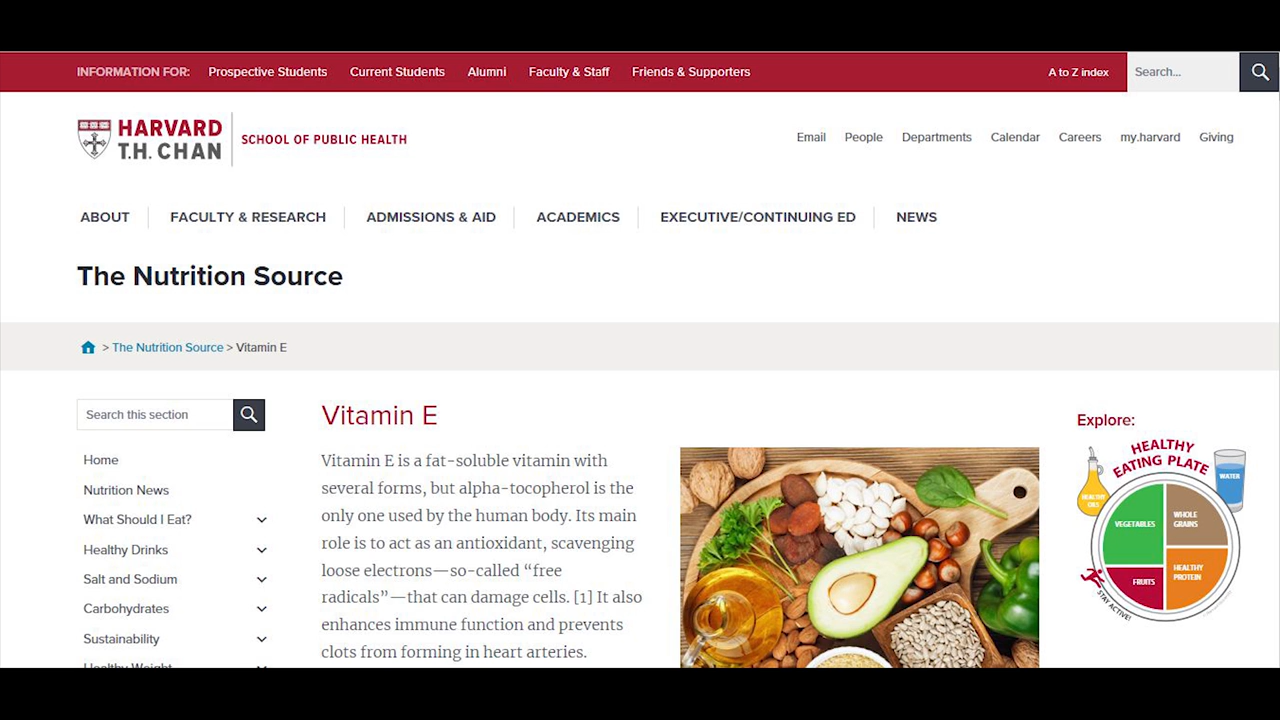 INFORMATION FOR: Prospective Students Current Students Alumni Faculty & Staff Friends & Supporters A to Z index Search...
HARVARD
T.H. CHAN
SCHOOL OF PUBLIC HEALTH
Email People Departments Calendar Careers my.harvard Giving
ABOUT FACULTY & RESEARCH ADMISSIONS & AID ACADEMICS EXECUTIVE/CONTINUING ED NEWS
The Nutrition Source
> The Nutrition Source > Vitamin E
Search this section
Home
Nutrition News
What Should I Eat?
Healthy Drinks
Salt and Sodium
Carbohydrates
Sustainability
Healthy Weight
Vitamin E
Vitamin E is a fat-soluble vitamin with
several forms, but alpha-tocopherol is the
only one used by the human body. Its main
role is to act as an antioxidant, scavenging
loose electrons—so-called “free
radicals”—that can damage cells. [1] It also
enhances immune function and prevents
clots from forming in heart arteries.
Explore:
HEALTHY
EATING PLATE
HEALTHY
OILS
WATER
VEGETABLES
WHOLE
GRAINS
FRUITS
HEALTHY
PROTEIN
STAY ACTIVE!